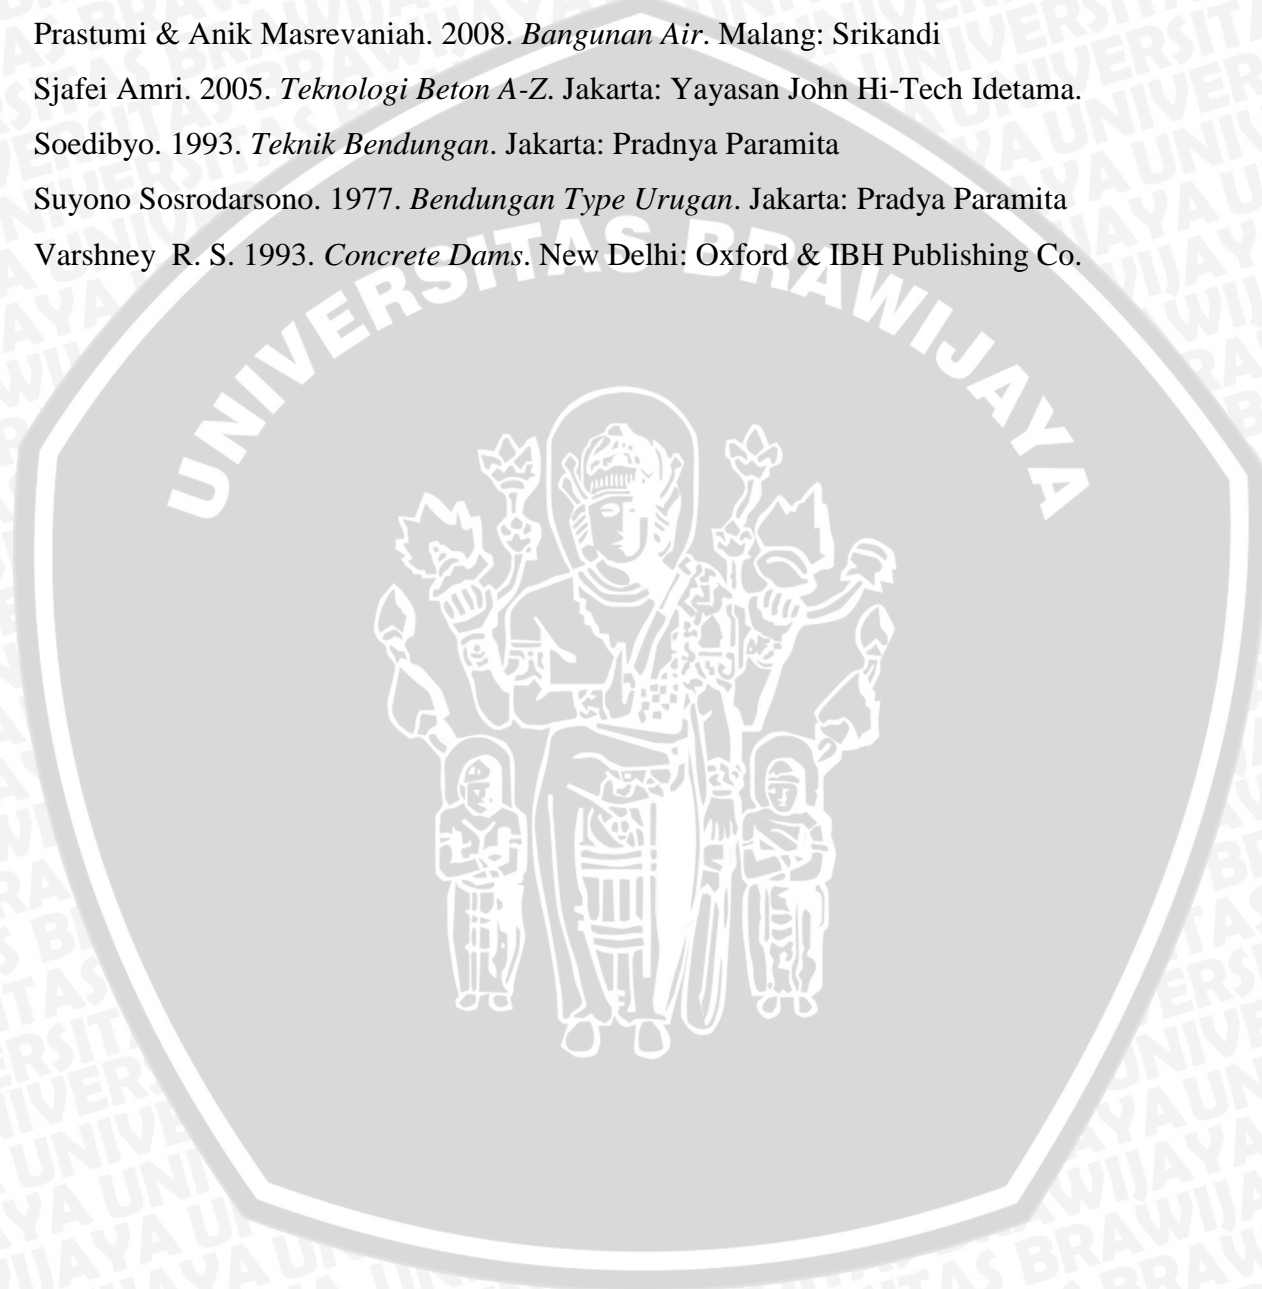 Prastumi & Anik Masrevaniah. 2008. Bangunan Air. Malang: Srikandi
Sjafei Amri. 2005. Teknologi Beton A-Z. Jakarta: Yayasan John Hi-Tech Idetama.
Soedibyo. 1993. Teknik Bendungan. Jakarta: Pradnya Paramita
Suyono Sosrodarsono. 1977. Bendungan Type Urugan. Jakarta: Pradya Paramita
Varshney R. S. 1993. Concrete Dams. New Delhi: Oxford & IBH Publishing Co.
UNIVERSITAS BRAWIJAYA